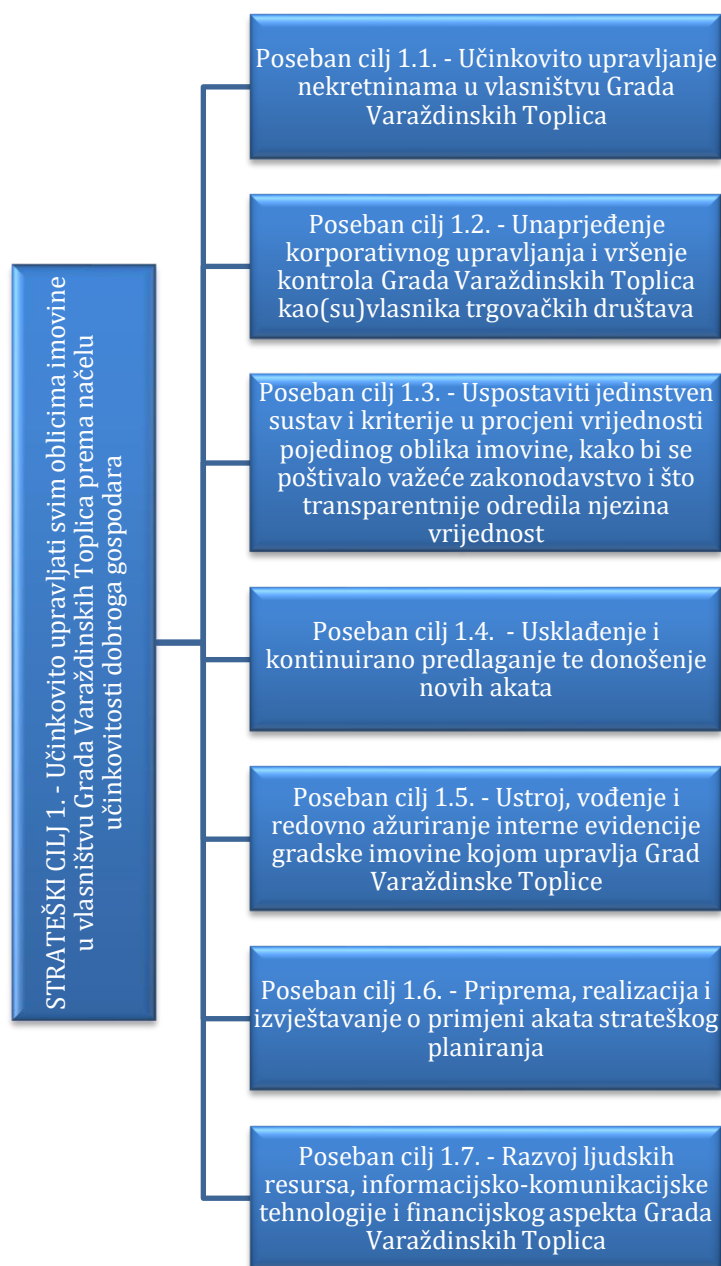 STRATEŠKI CILJ 1. - Učinkovito upravljati svim oblicima imovine
u vlasništvu Grada Varaždinskih Toplica prema načelu
učinkovitosti dobroga gospodara
Poseban cilj 1.1. - Učinkovito upravljanje
nekretninama u vlasništvu Grada
Varaždinskih Toplica
Poseban cilj 1.2. - Unaprjeđenje
korporativnog upravljanja i vršenje
kontrola Grada Varaždinskih Toplica
kao(su)vlasnika trgovačkih društava
Poseban cilj 1.3. - Uspostaviti jedinstven
sustav i kriterije u procjeni vrijednosti
pojedinog oblika imovine, kako bi se
poštivalo važeće zakonodavstvo i što
transparentnije odredila njezina
vrijednost
Poseban cilj 1.4. - Usklađenje i
kontinuirano predlaganje te donošenje
novih akata
Poseban cilj 1.5. - Ustroj, vođenje i
redovno ažuriranje interne evidencije
gradske imovine kojom upravlja Grad
Varaždinske Toplice
Poseban cilj 1.6. - Priprema, realizacija i
izvještavanje o primjeni akata strateškog
planiranja
Poseban cilj 1.7. - Razvoj ljudskih
resursa, informacijsko-komunikacijske
tehnologije i financijskog aspekta Grada
Varaždinskih Toplica